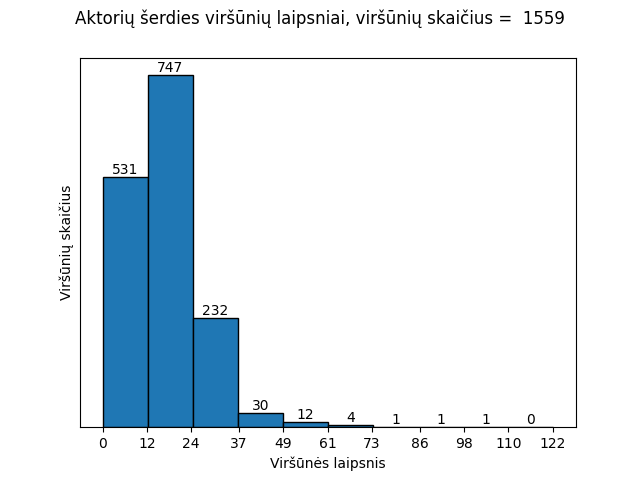 Aktorių šerdies viršūnių laipsniai, viršūnių skaičius =  1559
747
531
232
30
12
4
1
1
1
0
Viršūnių skaičius
0 12 24 37 49 61 73 86 98 110 122
Viršūnės laipsnis